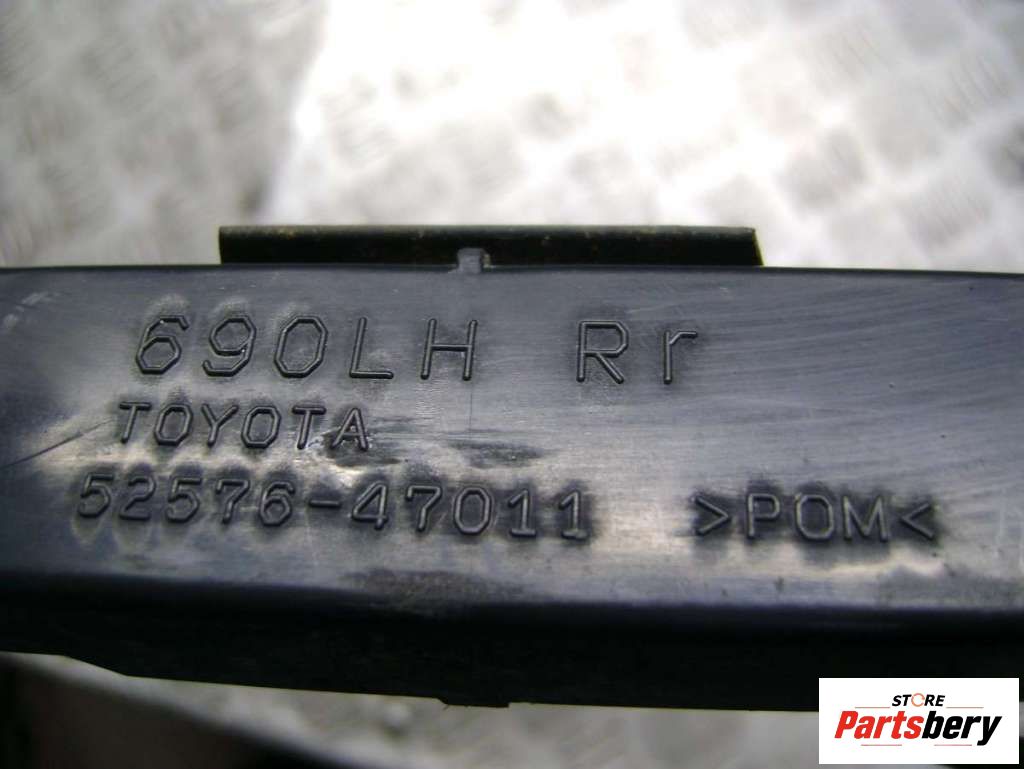 690LH Rr
TOYOTA
52576-47011 >POM<
STORE
Partsbery